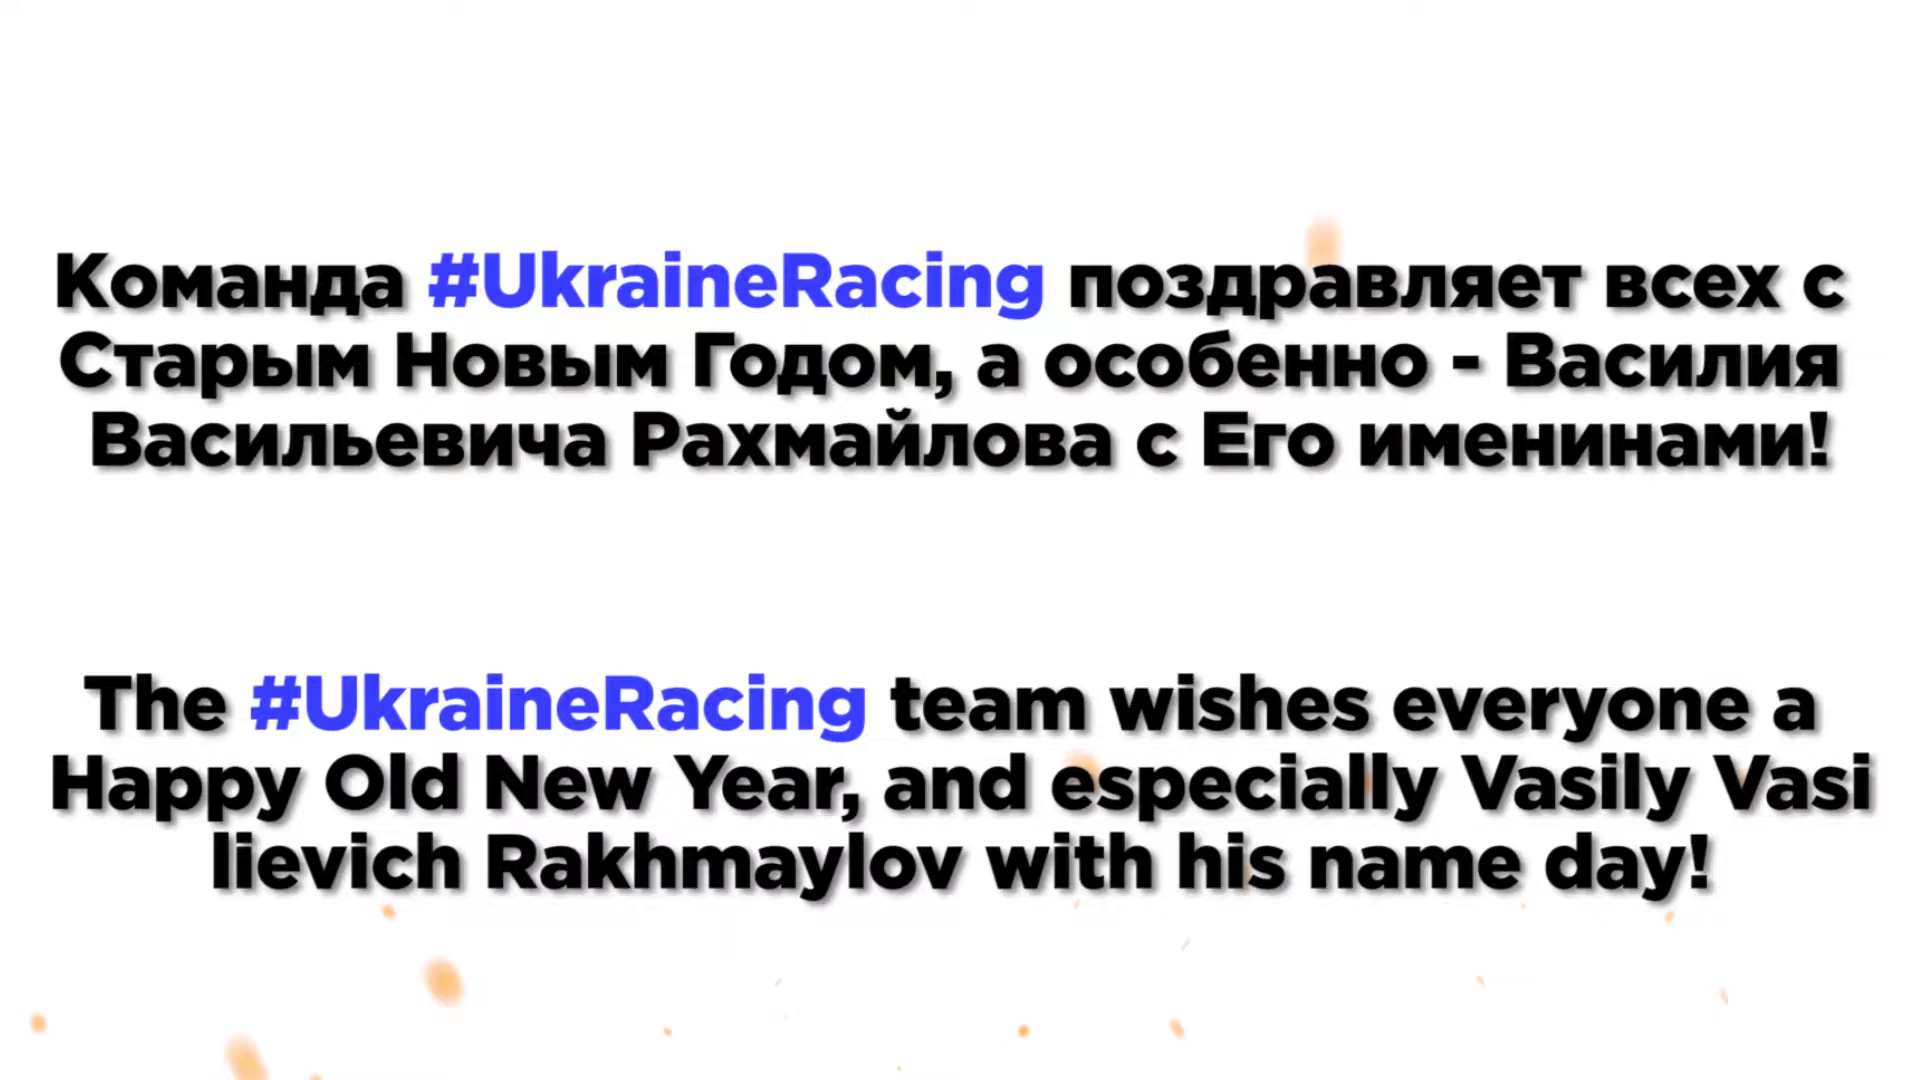 Команда #UkraineRacing поздравляет всех с
Старым Новым Годом, а особенно - Василия
Васильевича Рахмайлова с Его именинами!
The #UkraineRacing team wishes everyone a
Happy Old New Year, and especially Vasily Vasi
lievich Rakhmaylov with his name day!